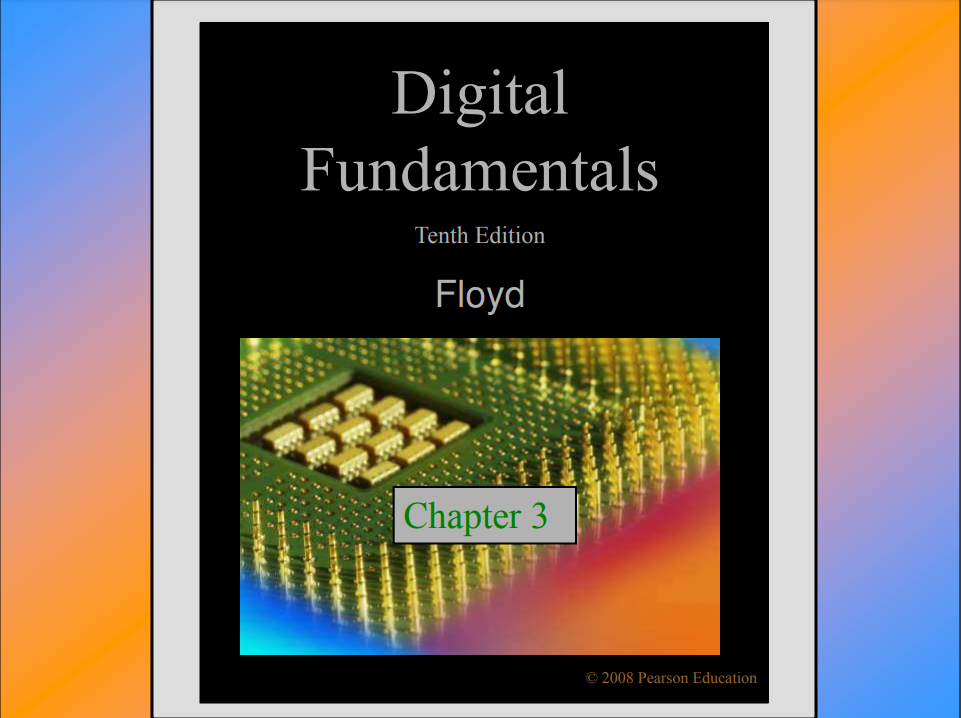 Digital
Fundamentals
Tenth Edition
Floyd
Chapter 3
© 2008 Pearson Education